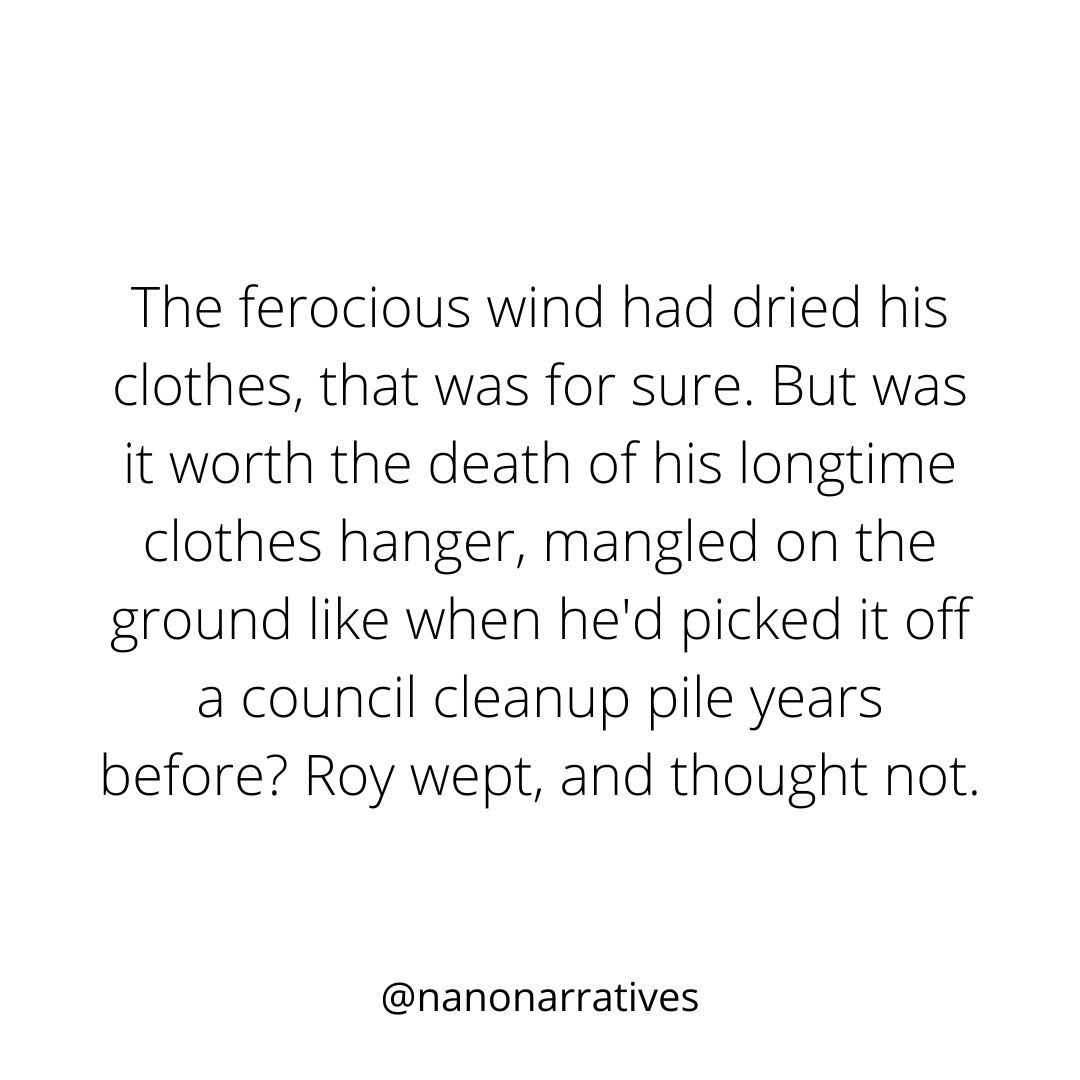 The ferocious wind had dried his
clothes, that was for sure. But was
it worth the death of his longtime
clothes hanger, mangled on the
ground like when he'd picked it off
a council cleanup pile years
before? Roy wept, and thought not.
@nanonarratives